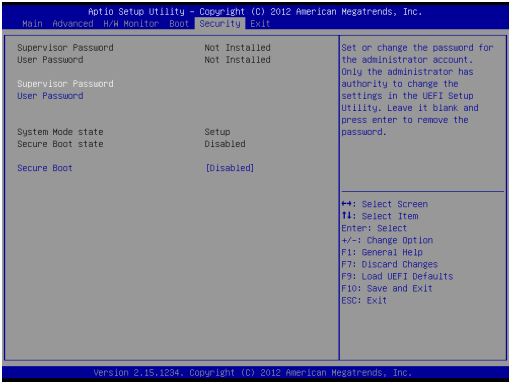 Aptio Setup Utility – Copyright (C) 2012 American Megatrends, Inc.
Main Advanced H/W Monitor Boot Security Exit
Supervisor Password Not Installed
User Password Not Installed
Supervisor Password
User Password
System Mode state Setup
Secure Boot state Disabled
Secure Boot [Disabled]
Set or change the password for
the administrator account.
Only the administrator has
authority to change the
settings in the UEFI Setup
Utility. Leave it blank and
press enter to remove the
password.
↔: Select Screen
↑↓: Select Item
Enter: Select
+/-: Change Option
F1: General Help
F7: Discard Changes
F9: Load UEFI Defaults
F10: Save and Exit
ESC: Exit
Version 2.15.1234. Copyright (C) 2012 American Megatrends, Inc.